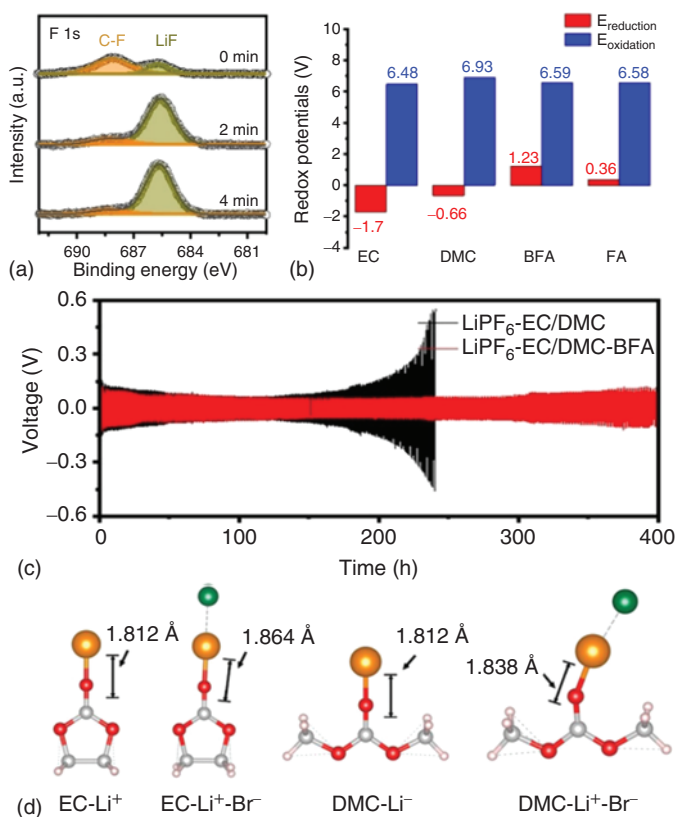 F 1s
C-F
LiF
0 min
2 min
4 min
Intensity (a.u.)
690 687 684 681
Binding energy (eV)
(a)
E_reduction
E_oxidation
Redox potentials (V)
10
8
6
4
2
0
−2
−4
6.48
6.93
6.59
6.58
1.23
0.36
−1.7
−0.66
EC DMC BFA FA
(b)
LiPF₆-EC/DMC
LiPF₆-EC/DMC-BFA
Voltage (V)
0.6
0.3
0.0
−0.3
−0.6
0 100 200 300 400
Time (h)
(c)
1.812 Å
1.864 Å
1.812 Å
1.838 Å
EC-Li⁺
EC-Li⁺-Br⁻
DMC-Li⁻
DMC-Li⁺-Br⁻
(d)